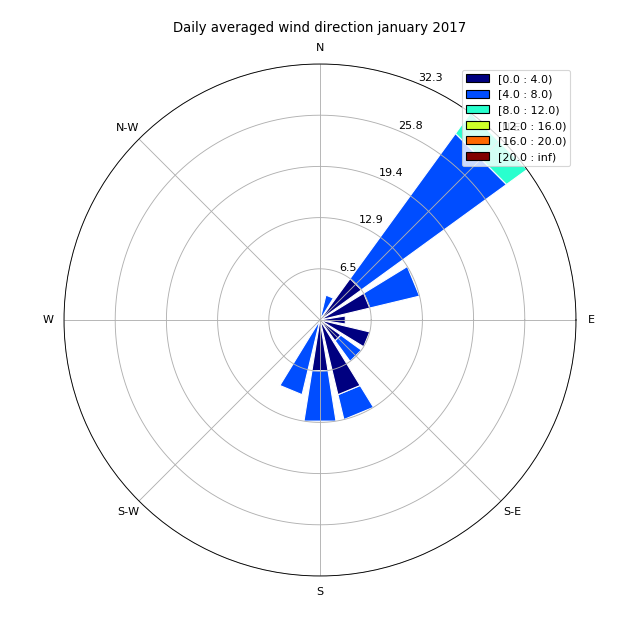 Daily averaged wind direction january 2017
N
32.3
[0.0 : 4.0)
[4.0 : 8.0)
[8.0 : 12.0)
[12.0 : 16.0)
[16.0 : 20.0)
[20.0 : inf)
N-W
25.8
19.4
12.9
6.5
W
E
S-W
S-E
S